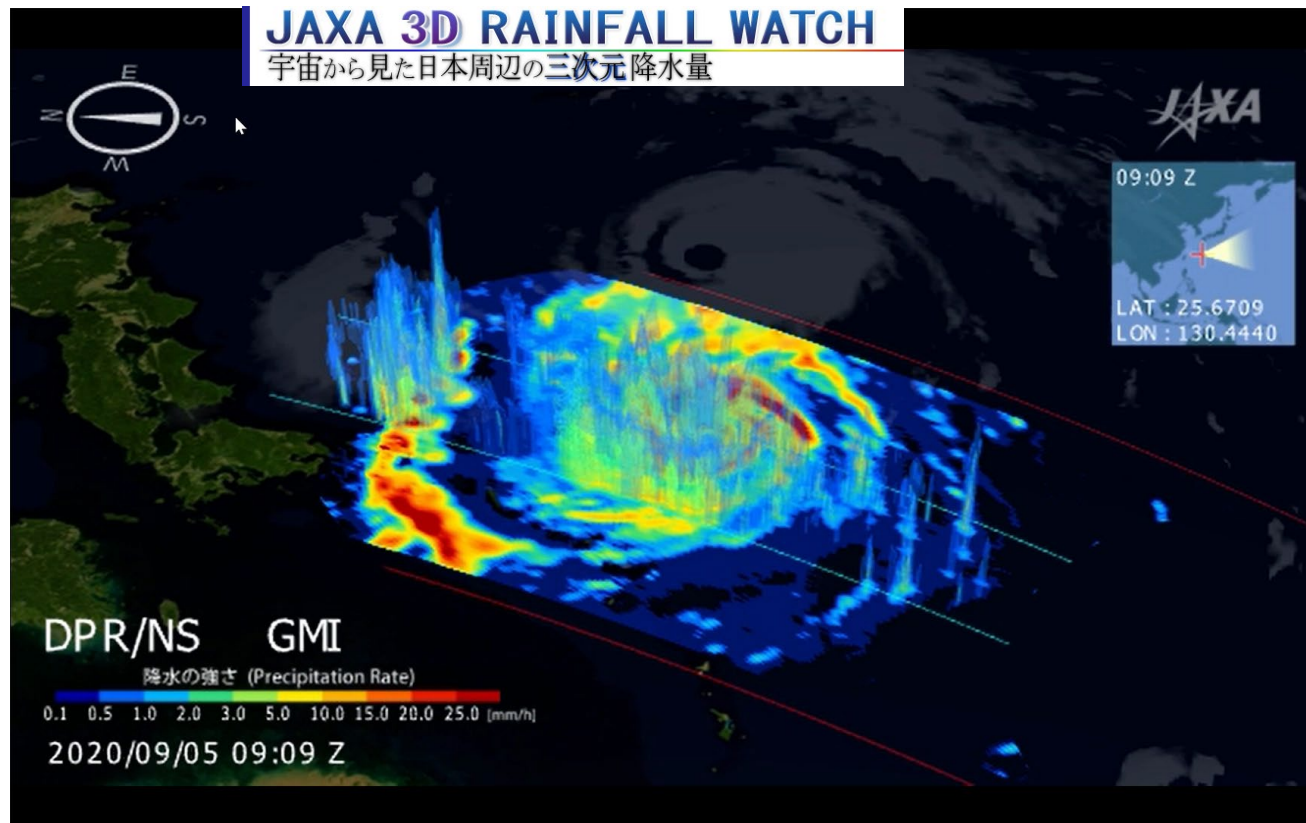 JAXA 3D RAINFALL WATCH
宇宙から見た日本周辺の三次元降水量
E
N
S
W
JAXA
09:09 Z
LAT : 25.6709
LON : 130.4440
DPR/NS GMI
降水の強さ (Precipitation Rate)
0.1 0.5 1.0 2.0 3.0 5.0 10.0 15.0 20.0 25.0 [mm/h]
2020/09/05 09:09 Z